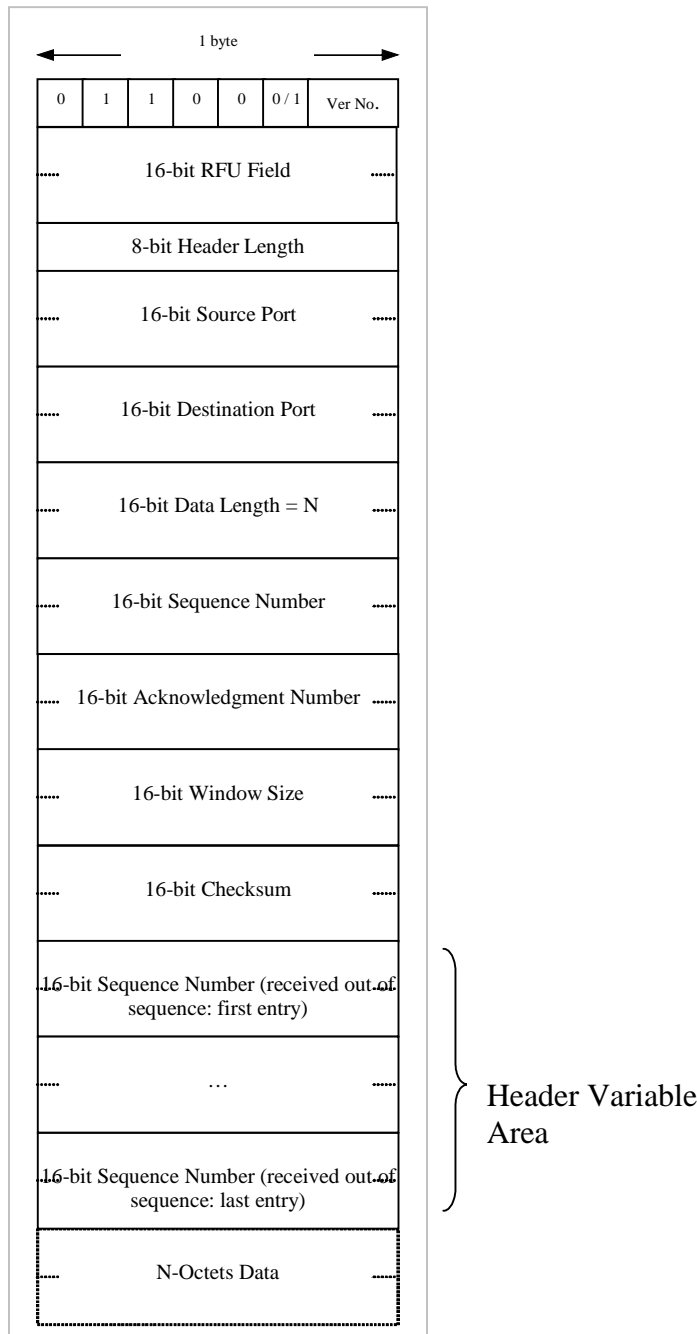 1 byte
0 1 1 0 0 0 / 1 Ver No.
16-bit RFU Field
8-bit Header Length
16-bit Source Port
16-bit Destination Port
16-bit Data Length = N
16-bit Sequence Number
16-bit Acknowledgment Number
16-bit Window Size
16-bit Checksum
16-bit Sequence Number (received out of
sequence: first entry)
…
16-bit Sequence Number (received out of
sequence: last entry)
Header Variable
Area
N-Octets Data